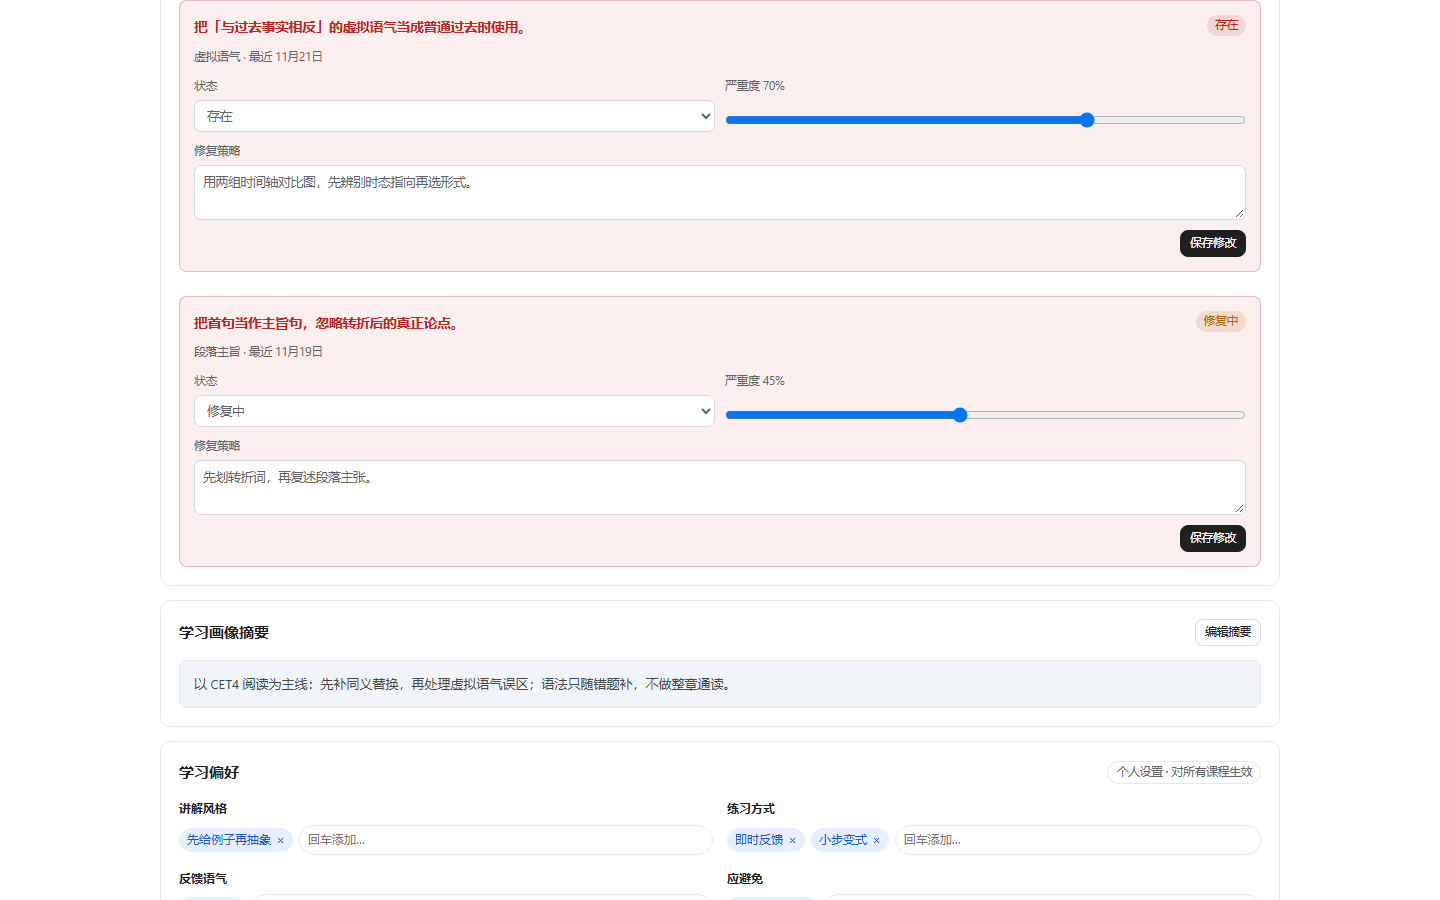 把「与过去事实相反」的虚拟语气当成普通过去时使用。
存在
虚拟语气 · 最近 11月21日
状态
严重度 70%
存在
修复策略
用两组时间轴对比图，先辨别时态指向再选形式。
保存修改
把首句当作主旨句，忽略转折后的真正论点。
修复中
段落主旨 · 最近 11月19日
状态
严重度 45%
修复中
修复策略
先划转折词，再复述段落主张。
保存修改
学习画像摘要
编辑摘要
以 CET4 阅读为主线：先补同义替换，再处理虚拟语气误区；语法只随错题补，不做整章通读。
学习偏好
个人设置 · 对所有课程生效
讲解风格
练习方式
先给例子再抽象 ×
回车添加...
即时反馈 ×
小步变式 ×
回车添加...
反馈语气
应避免